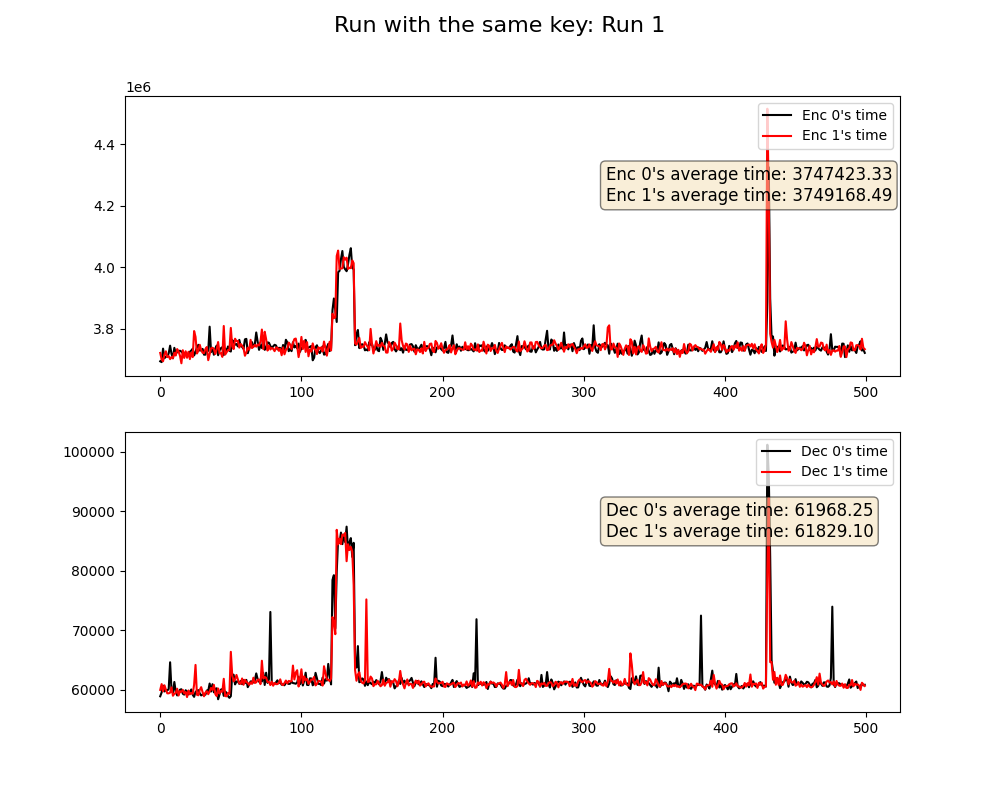 Run with the same key: Run 1
1e6
Enc 0's time
Enc 1's time
4.4
Enc 0's average time: 3747423.33
Enc 1's average time: 3749168.49
4.2
4.0
3.8
0 100 200 300 400 500
100000
Dec 0's time
Dec 1's time
90000
Dec 0's average time: 61968.25
Dec 1's average time: 61829.10
80000
70000
60000
0 100 200 300 400 500